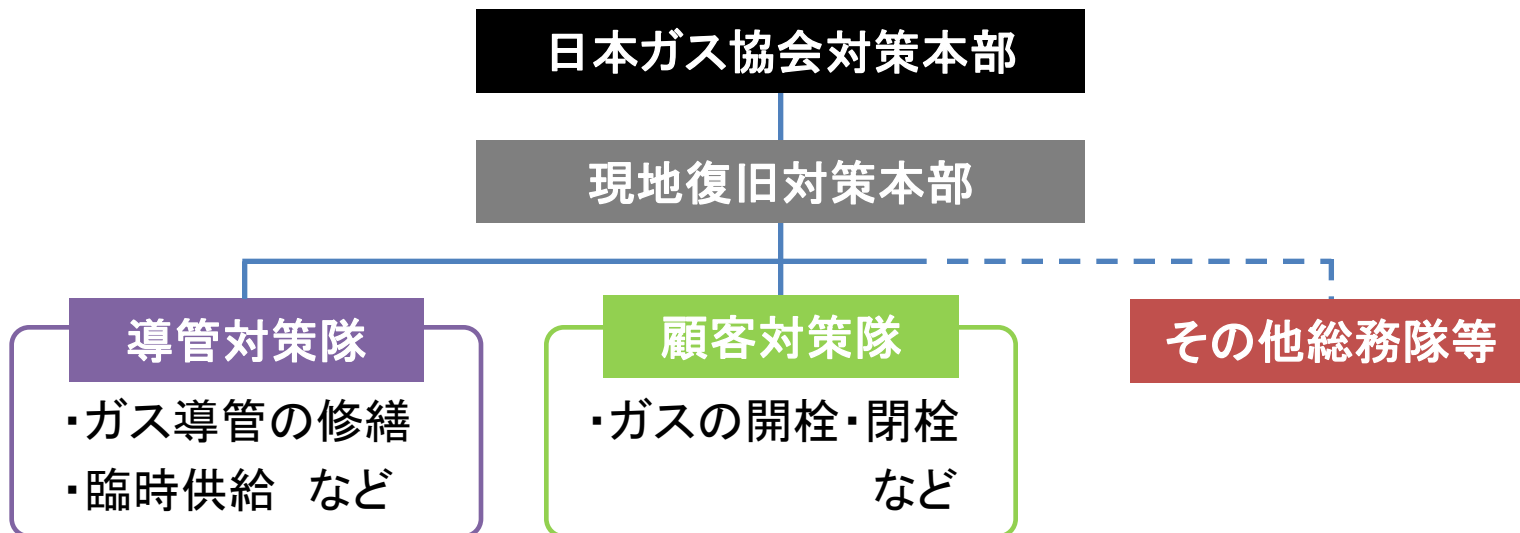 日本ガス協会対策本部
現地復旧対策本部
導管対策隊
・ガス導管の修繕
・臨時供給　など
顧客対策隊
・ガスの開栓・閉栓
など
その他総務隊等